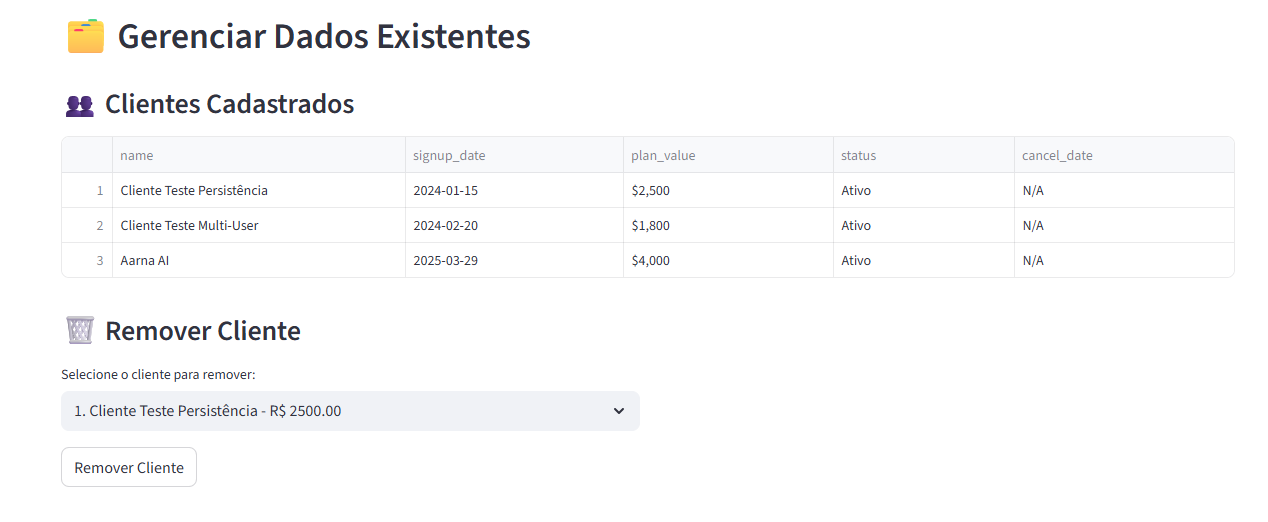 Gerenciar Dados Existentes
Clientes Cadastrados
name signup_date plan_value status cancel_date
1 Cliente Teste Persistência 2024-01-15 $2,500 Ativo N/A
2 Cliente Teste Multi-User 2024-02-20 $1,800 Ativo N/A
3 Aarna AI 2025-03-29 $4,000 Ativo N/A
Remover Cliente
Selecione o cliente para remover:
1. Cliente Teste Persistência - R$ 2500.00
Remover Cliente